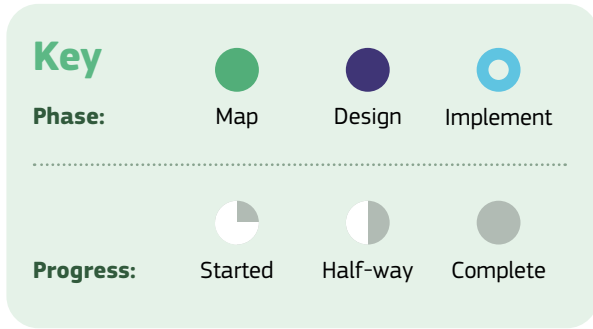 Key
Phase: Map Design Implement
Progress: Started Half-way Complete